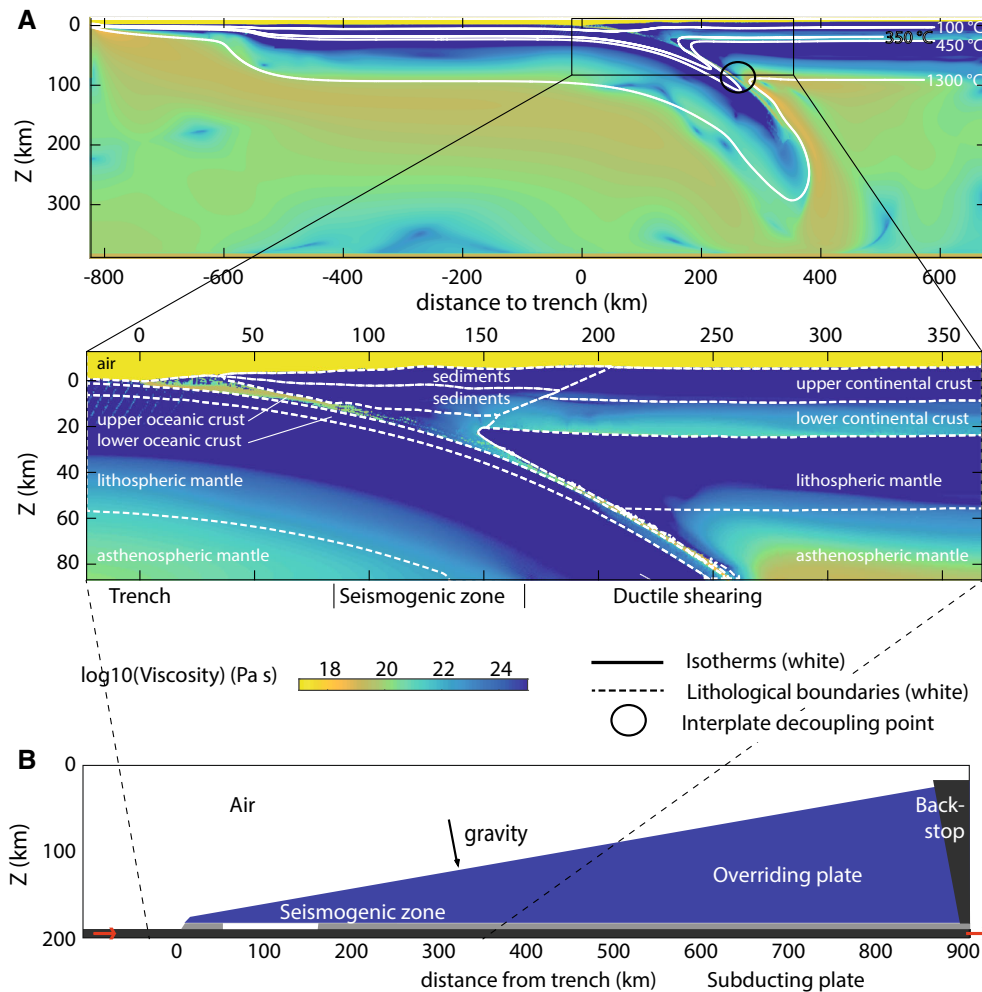 A
0
100
200
300
Z (km)
100 °C
350 °C
450 °C
1300 °C
-800 -600 -400 -200 0 200 400 600
distance to trench (km)
0 50 100 150 200 250 300 350
air
0
20
40
60
80
Z (km)
sediments
sediments
upper oceanic crust
lower oceanic crust
lithospheric mantle
asthenospheric mantle
upper continental crust
lower continental crust
lithospheric mantle
asthenospheric mantle
Trench Seismogenic zone Ductile shearing
log10(Viscosity) (Pa s)
18 20 22 24
Isotherms (white)
Lithological boundaries (white)
Interplate decoupling point
B
0
100
200
Z (km)
Air
gravity
Back-
stop
Overriding plate
Seismogenic zone
0 100 200 300 400 500 600 700 800 900
distance from trench (km) Subducting plate